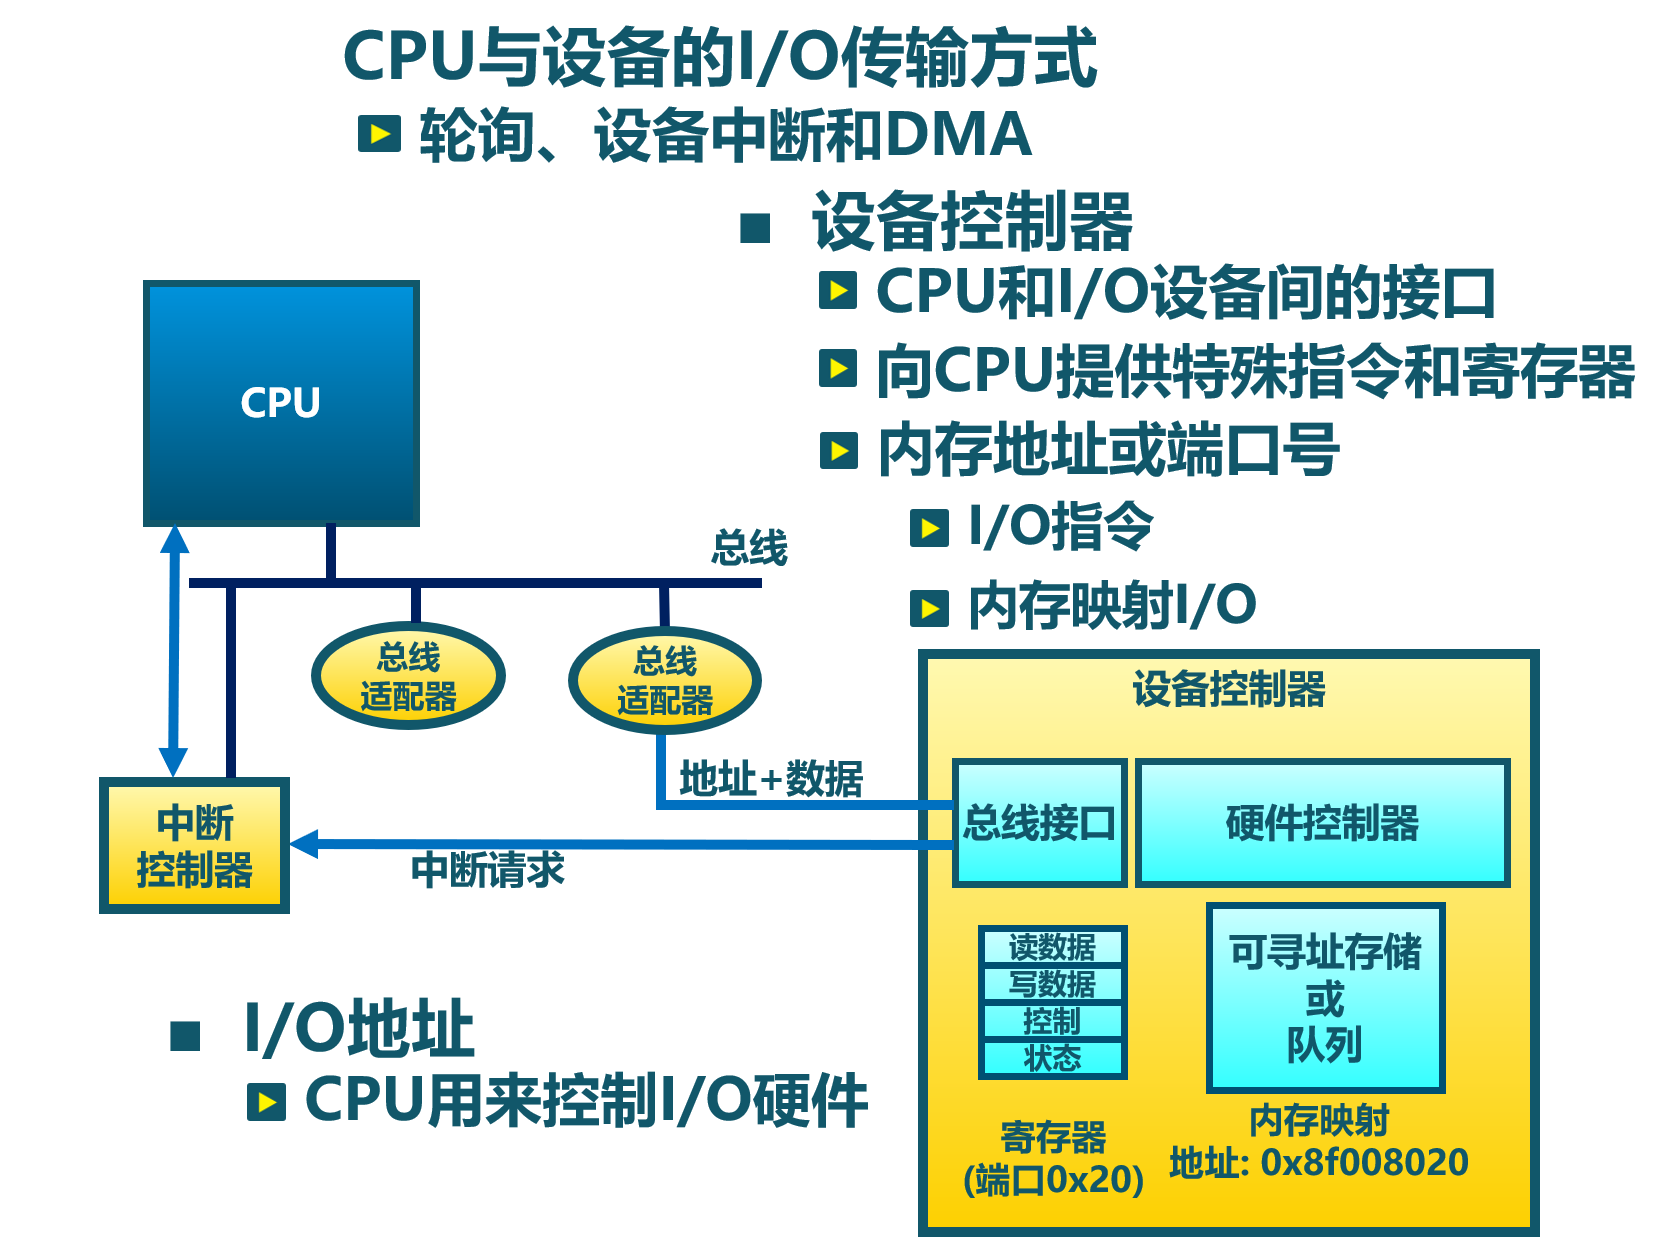 CPU与设备的I/O传输方式
轮询、设备中断和DMA
设备控制器
CPU和I/O设备间的接口
向CPU提供特殊指令和寄存器
内存地址或端口号
I/O指令
内存映射I/O
CPU
总线
总线
适配器
总线
适配器
地址+数据
中断
控制器
中断请求
设备控制器
总线接口
硬件控制器
读数据
写数据
控制
状态
可寻址存储
或
队列
寄存器
(端口0x20)
内存映射
地址: 0x8f008020
I/O地址
CPU用来控制I/O硬件